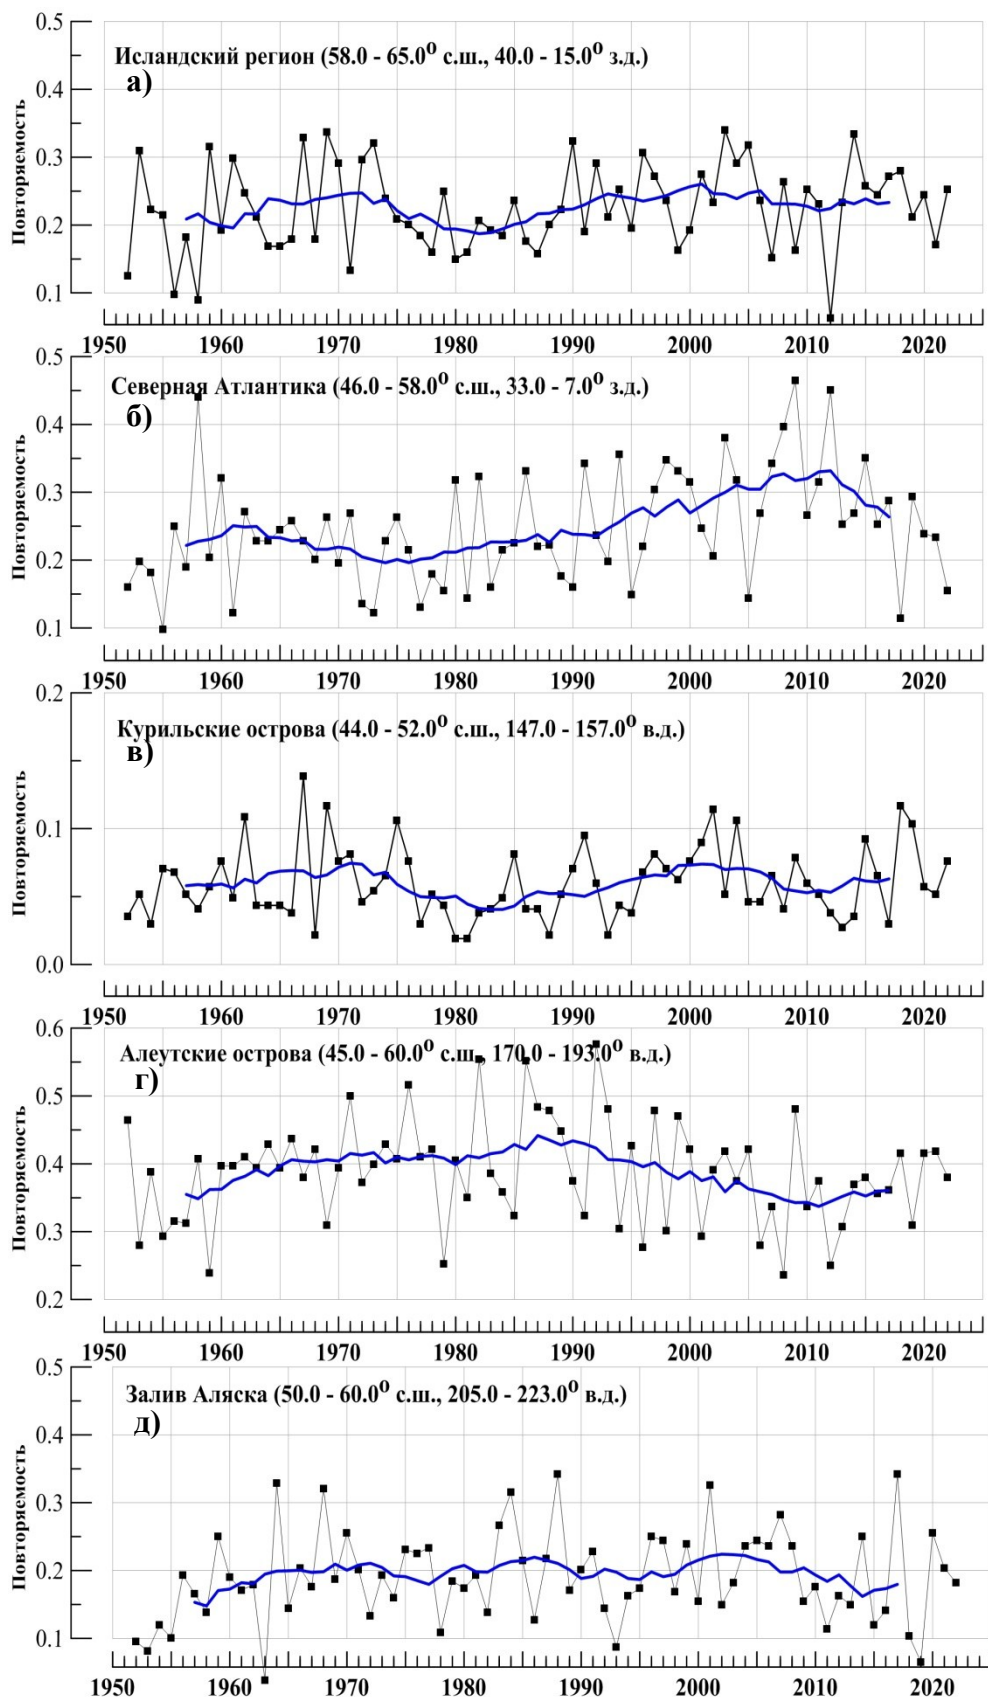 0.5
Исландский регион (58.0 - 65.0⁰ с.ш., 40.0 - 15.0⁰ з.д.)
а)
0.4
0.3
0.2
0.1
Повторяемость
1950 1960 1970 1980 1990 2000 2010 2020
0.5
Северная Атлантика (46.0 - 58.0⁰ с.ш., 33.0 - 7.0⁰ з.д.)
б)
0.4
0.3
0.2
0.1
Повторяемость
1950 1960 1970 1980 1990 2000 2010 2020
0.2
Курильские острова (44.0 - 52.0⁰ с.ш., 147.0 - 157.0⁰ в.д.)
в)
0.1
0.0
Повторяемость
1950 1960 1970 1980 1990 2000 2010 2020
0.6
Алеутские острова (45.0 - 60.0⁰ с.ш., 170.0 - 193.0⁰ в.д.)
г)
0.5
0.4
0.3
0.2
Повторяемость
1950 1960 1970 1980 1990 2000 2010 2020
0.5
Залив Аляска (50.0 - 60.0⁰ с.ш., 205.0 - 223.0⁰ в.д.)
д)
0.4
0.3
0.2
0.1
Повторяемость
1950 1960 1970 1980 1990 2000 2010 2020